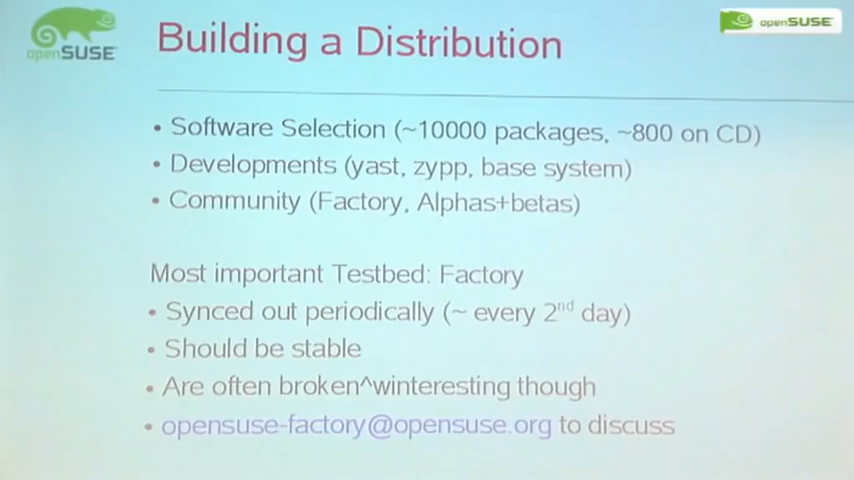 openSUSE
Building a Distribution
openSUSE
• Software Selection (~10000 packages, ~800 on CD)
• Developments (yast, zypp, base system)
• Community (Factory, Alphas+betas)
Most important Testbed: Factory
• Synced out periodically (~ every 2nd day)
• Should be stable
• Are often broken^winteresting though
• opensuse-factory@opensuse.org to discuss